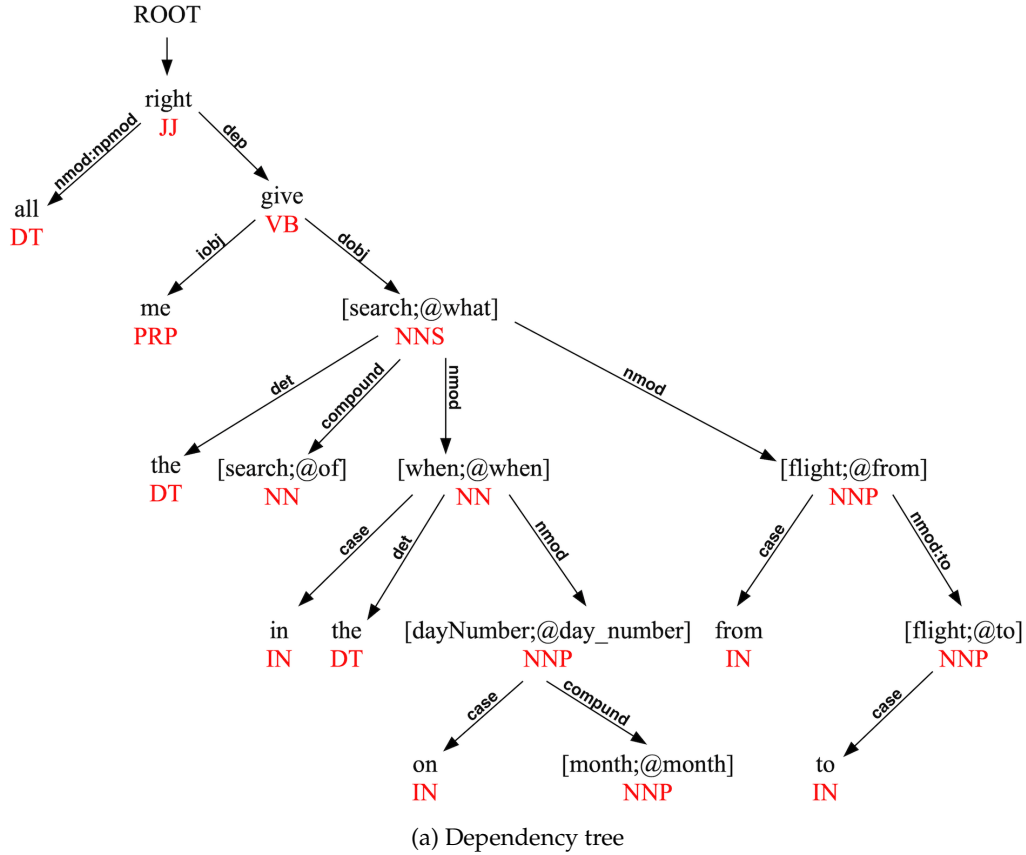 ROOT
right
JJ
nmod:npmod
dep
all
DT
give
VB
iobj
dobj
me
PRP
[search;@what]
NNS
det
compound
nmod
nmod
the
DT
[search;@of]
NN
[when;@when]
NN
[flight;@from]
NNP
case
det
nmod
case
nmod:to
in
IN
the
DT
[dayNumber;@day_number]
NNP
from
IN
[flight;@to]
NNP
case
compund
case
on
IN
[month;@month]
NNP
to
IN
(a) Dependency tree